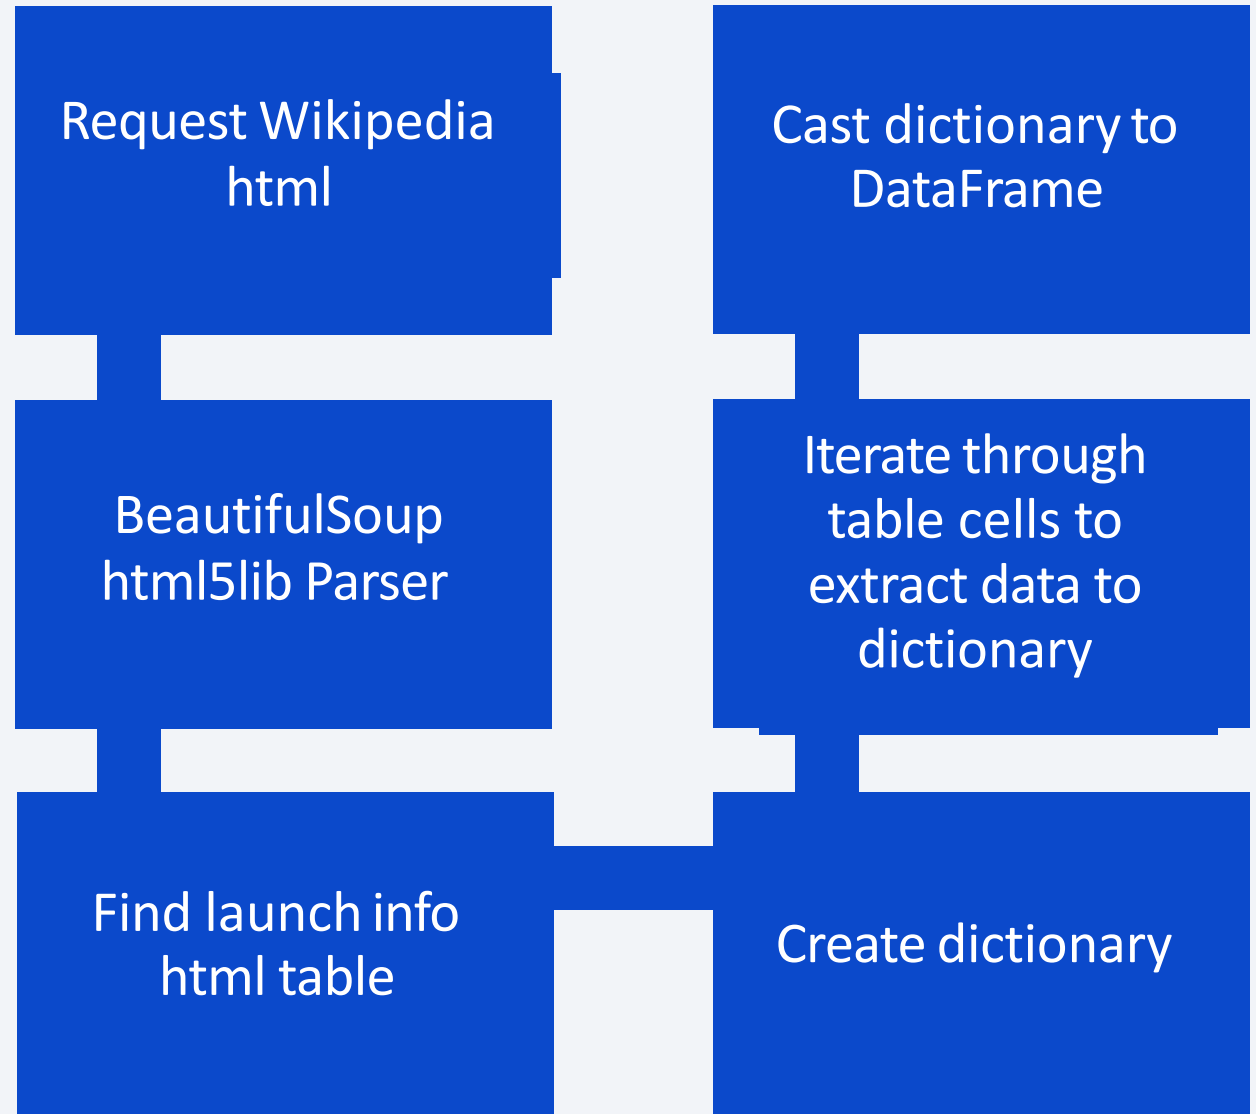 Request Wikipedia
html
BeautifulSoup
html5lib Parser
Find launch info
html table
Create dictionary
Iterate through
table cells to
extract data to
dictionary
Cast dictionary to
DataFrame